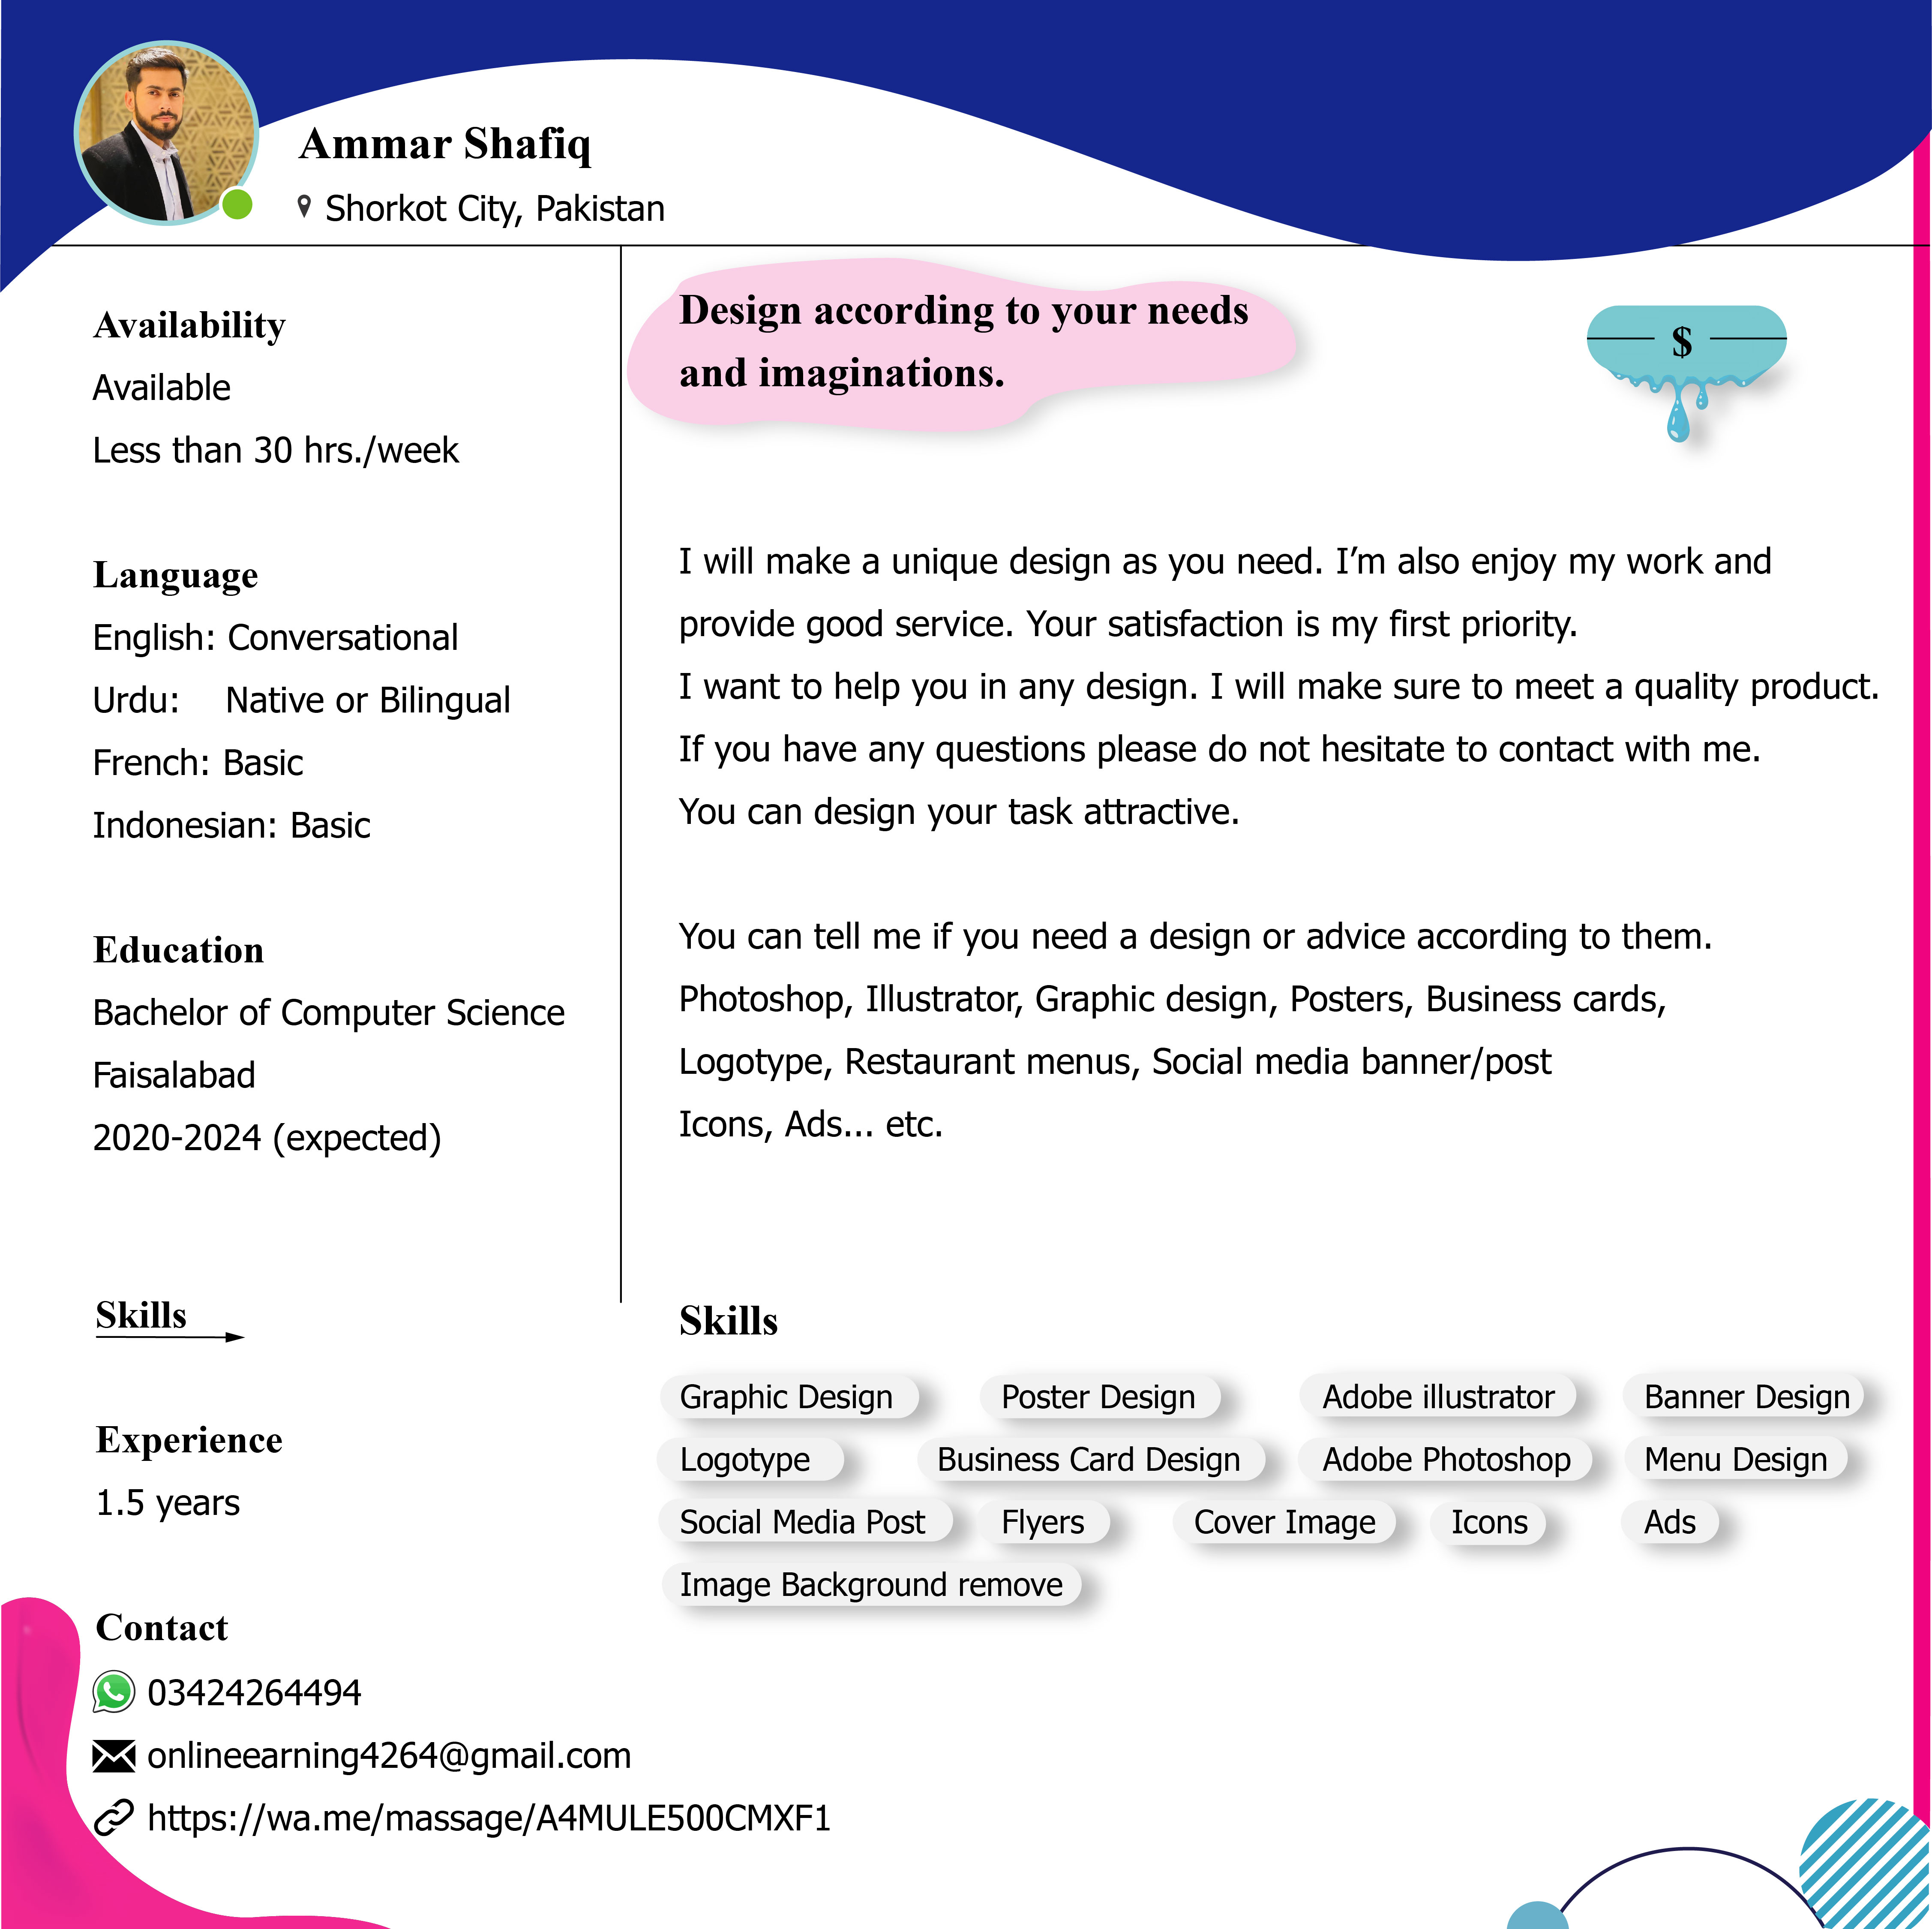 Ammar Shafiq
Shorkot City, Pakistan
Availability
Available
Less than 30 hrs./week
Language
English: Conversational
Urdu: Native or Bilingual
French: Basic
Indonesian: Basic
Education
Bachelor of Computer Science
Faisalabad
2020-2024 (expected)
Design according to your needs
and imaginations.
$
I will make a unique design as you need. I’m also enjoy my work and
provide good service. Your satisfaction is my first priority.
I want to help you in any design. I will make sure to meet a quality product.
If you have any questions please do not hesitate to contact with me.
You can design your task attractive.
You can tell me if you need a design or advice according to them.
Photoshop, Illustrator, Graphic design, Posters, Business cards,
Logotype, Restaurant menus, Social media banner/post
Icons, Ads... etc.
Skills
Experience
1.5 years
Contact
03424264494
onlineearning4264@gmail.com
https://wa.me/massage/A4MULE500CMXF1
Skills
Graphic Design Poster Design Adobe illustrator Banner Design
Logotype Business Card Design Adobe Photoshop Menu Design
Social Media Post Flyers Cover Image Icons Ads
Image Background remove